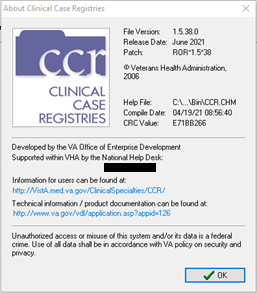 About Clinical Case Registries
ccr
CLINICAL
CASE
REGISTRIES
File Version: 1.5.38.0
Release Date: June 2021
Patch: ROR*1.5*38
© Veterans Health Administration,
2006
Help File: C:\...\Bin\CCR.CHM
Compile Date: 04/19/21 08:56:40
CRC Value: E71BB266
Developed by the VA Office of Enterprise Development
Supported within VHA by the National Help Desk:
Information for users can be found at:
http://VistA.med.va.gov/ClinicalSpecialties/CCR/
Technical information / product documentation can be found at:
http://www.va.gov/vdl/application.asp?appid=126
Unauthorized access or misuse of this system and/or its data is a federal
crime. Use of all data shall be in accordance with VA policy on security and
privacy.
OK